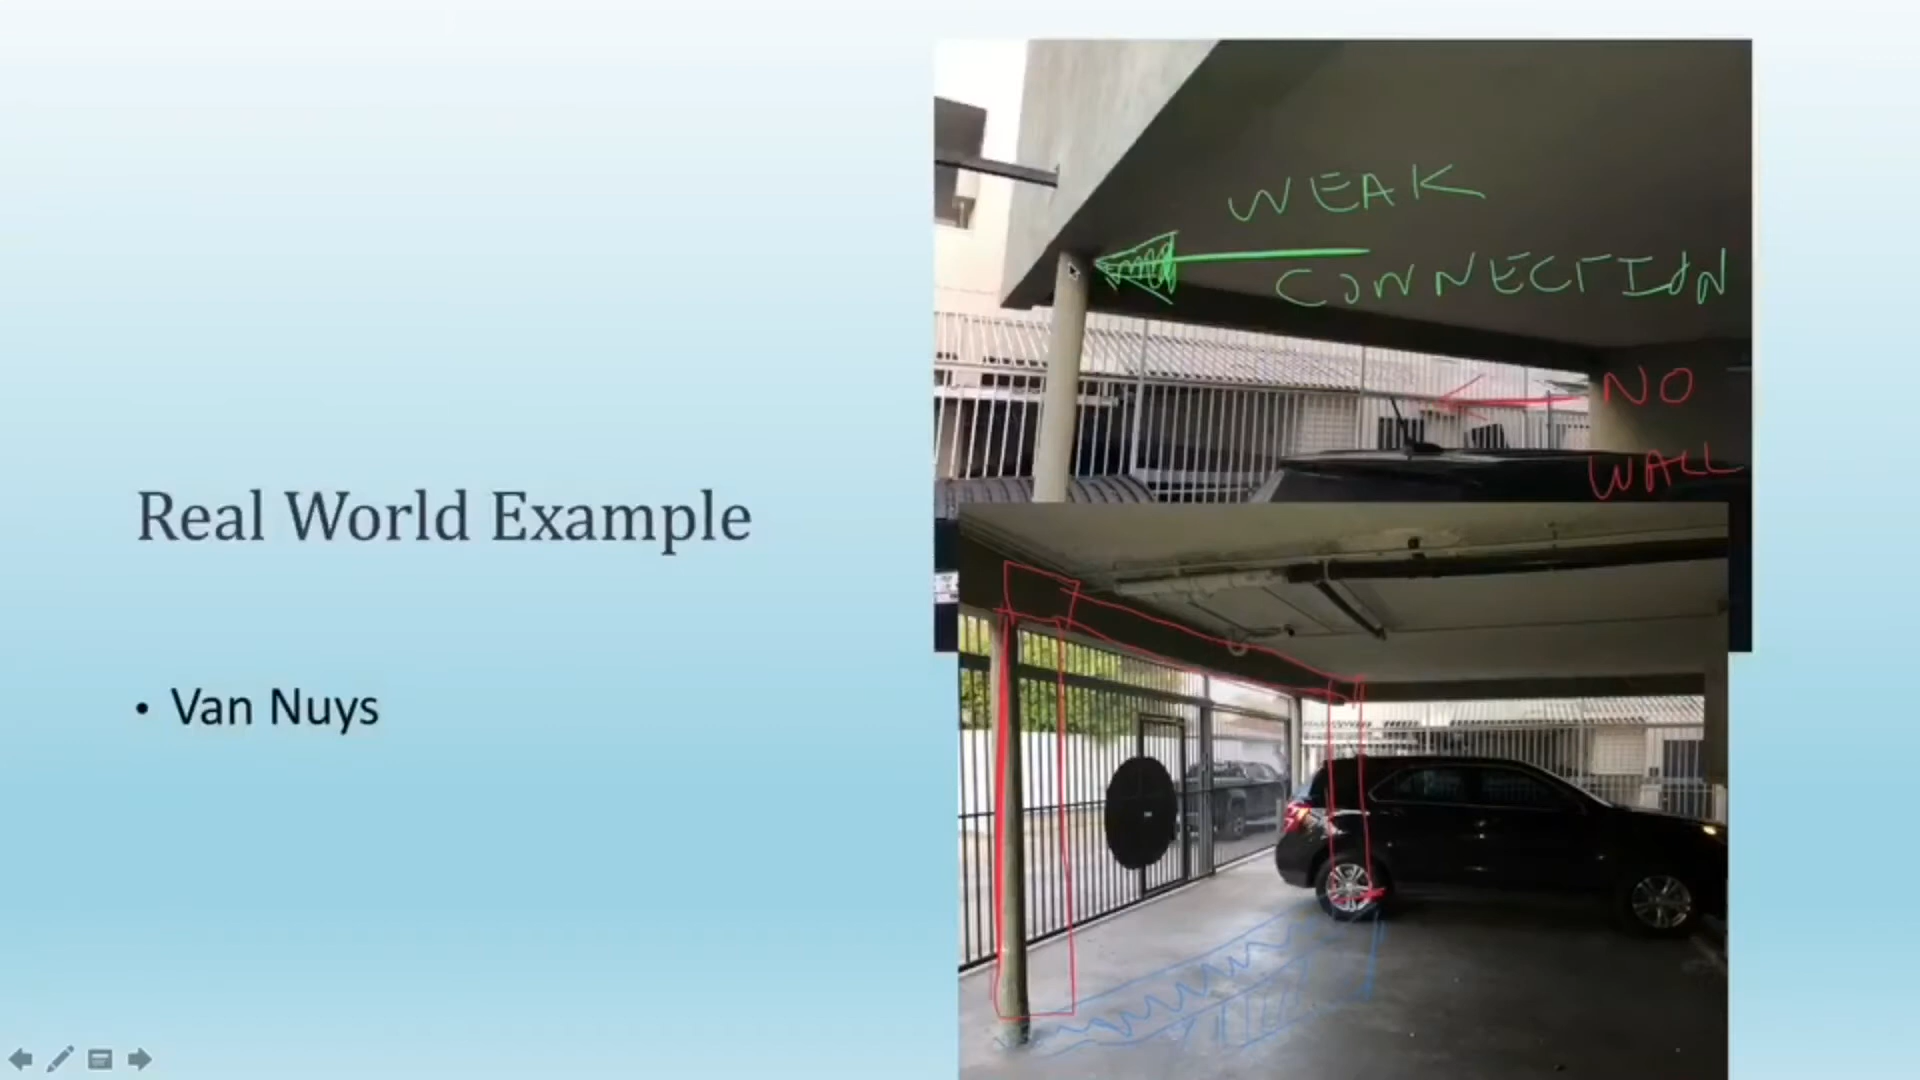 Real World Example
• Van Nuys
WEAK
CONNECTION
NO
WALL